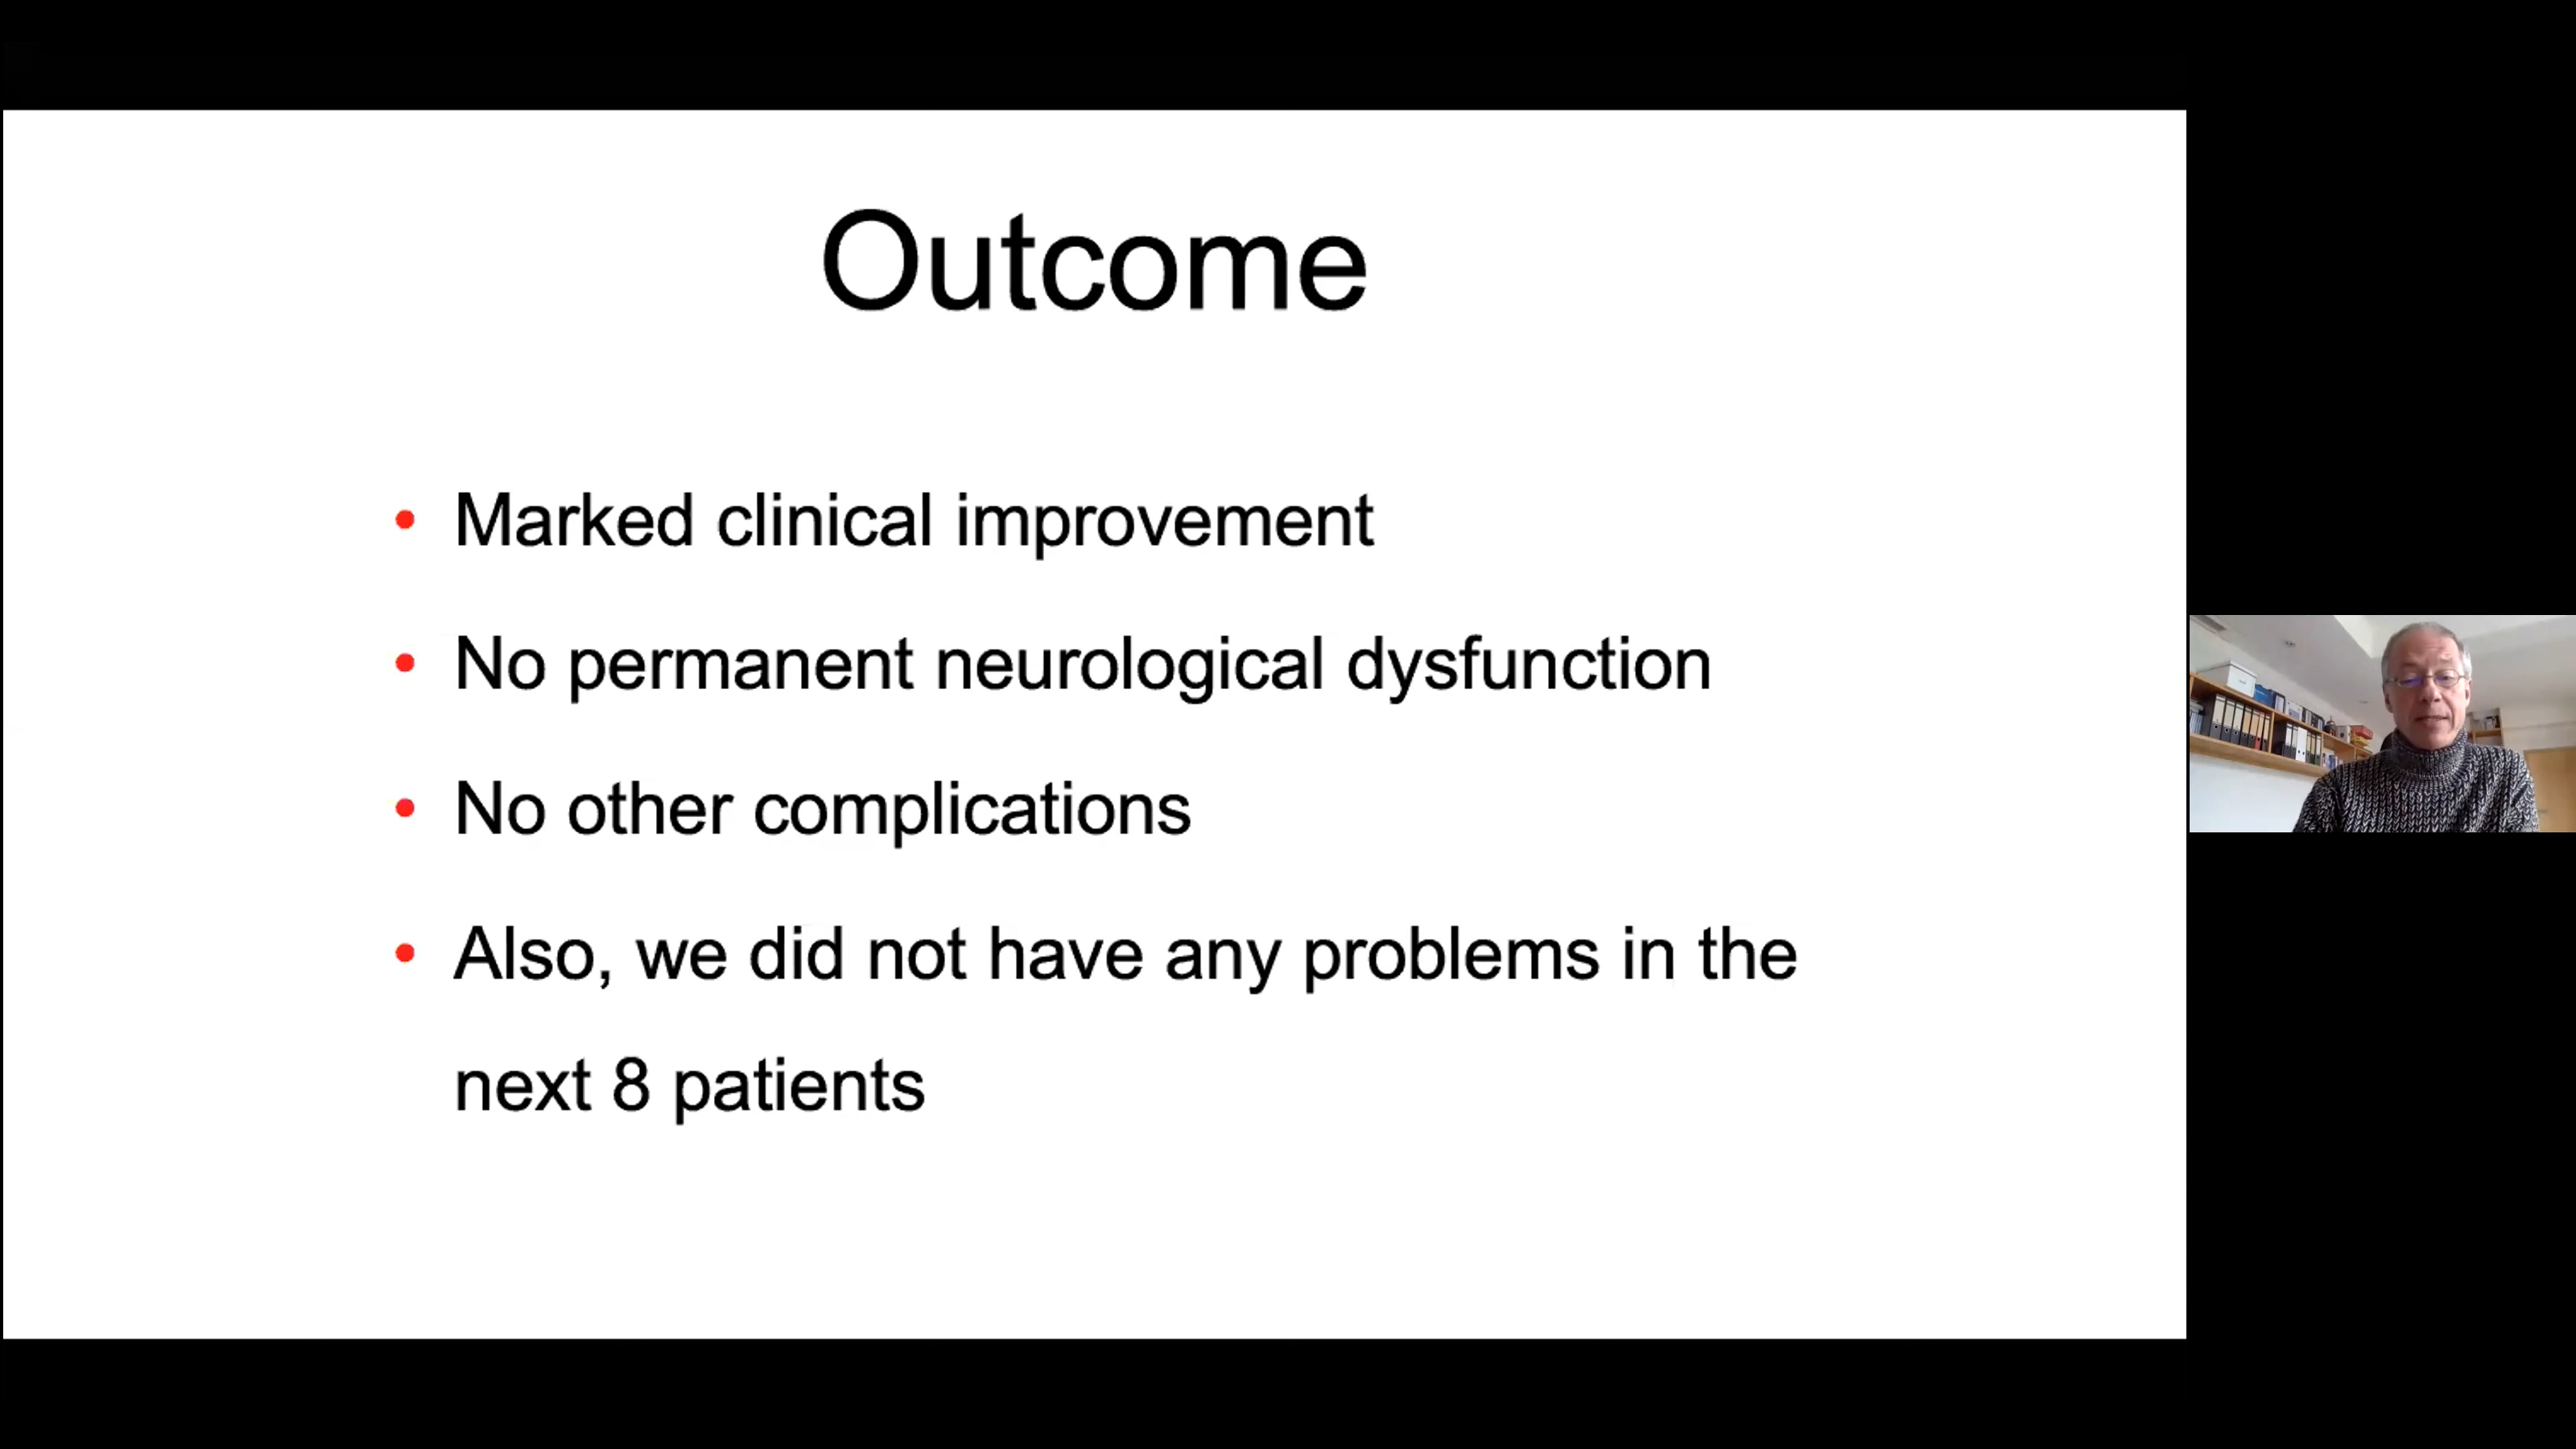 Outcome
• Marked clinical improvement
• No permanent neurological dysfunction
• No other complications
• Also, we did not have any problems in the
next 8 patients